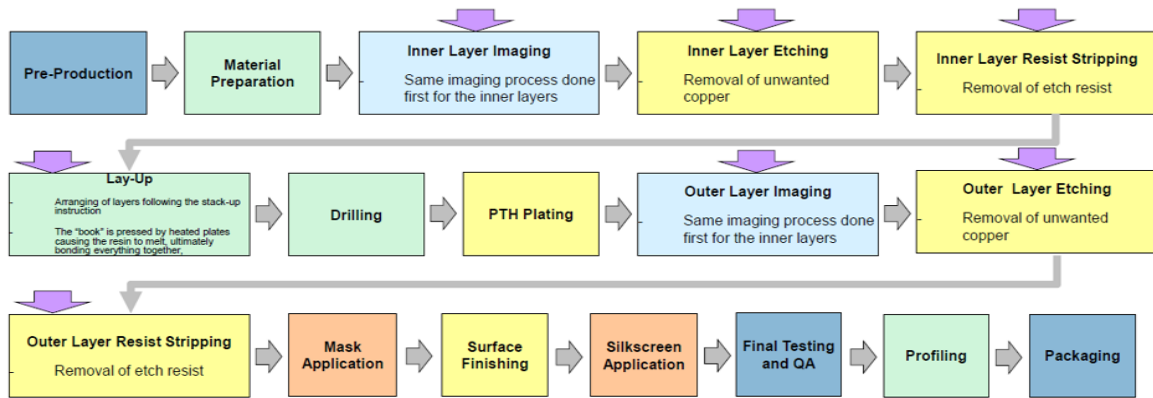 Pre-Production
Material
Preparation
Inner Layer Imaging
Same imaging process done
first for the inner layers
Inner Layer Etching
Removal of unwanted
copper
Inner Layer Resist Stripping
Removal of etch resist
Lay-Up
Arranging of layers following the stack-up
instruction
The “book” is pressed by heated plates
causing the resin to melt, ultimately
bonding everything together,
Drilling
PTH Plating
Outer Layer Imaging
Same imaging process done
first for the inner layers
Outer Layer Etching
Removal of unwanted
copper
Outer Layer Resist Stripping
Removal of etch resist
Mask
Application
Surface
Finishing
Silkscreen
Application
Final Testing
and QA
Profiling
Packaging